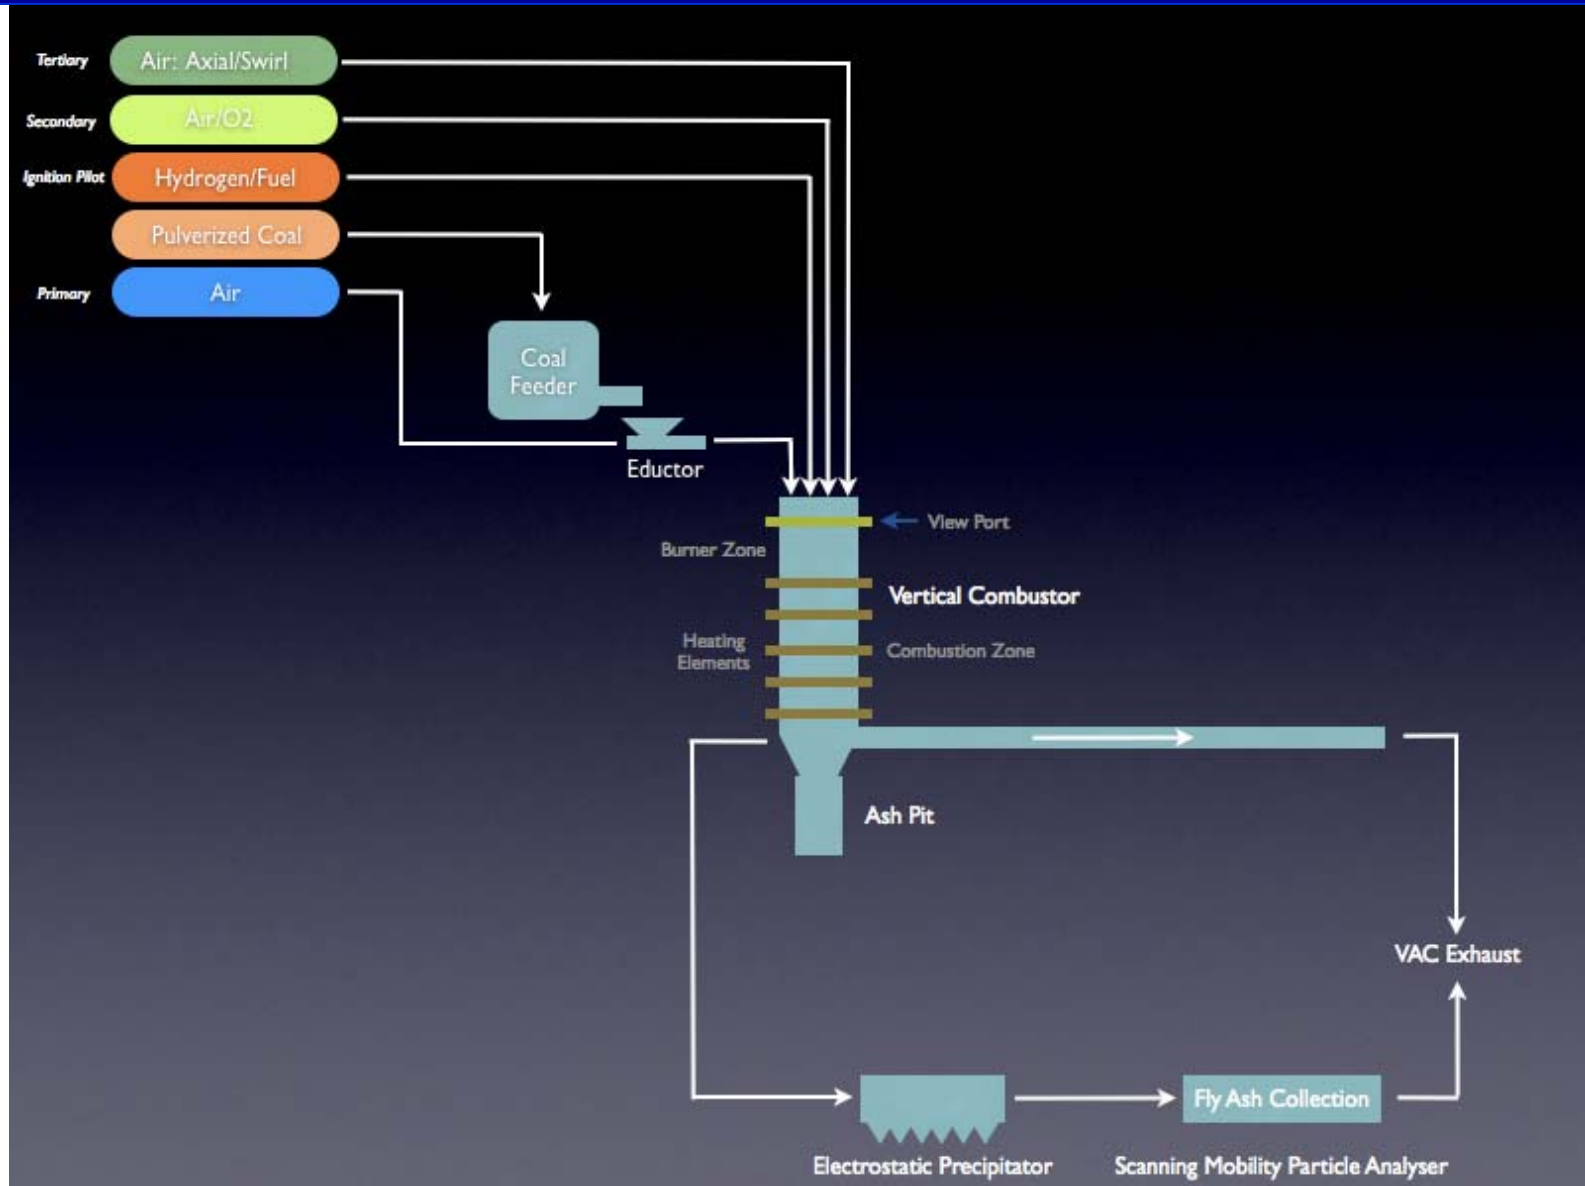 Tertiary
Air: Axial/Swirl
Secondary
Air/O2
Ignition Pilot
Hydrogen/Fuel
Pulverized Coal
Primary
Air
Coal
Feeder
Eductor
View Port
Burner Zone
Vertical Combustor
Heating
Elements
Combustion Zone
Ash Pit
VAC Exhaust
Fly Ash Collection
Electrostatic Precipitator
Scanning Mobility Particle Analyser